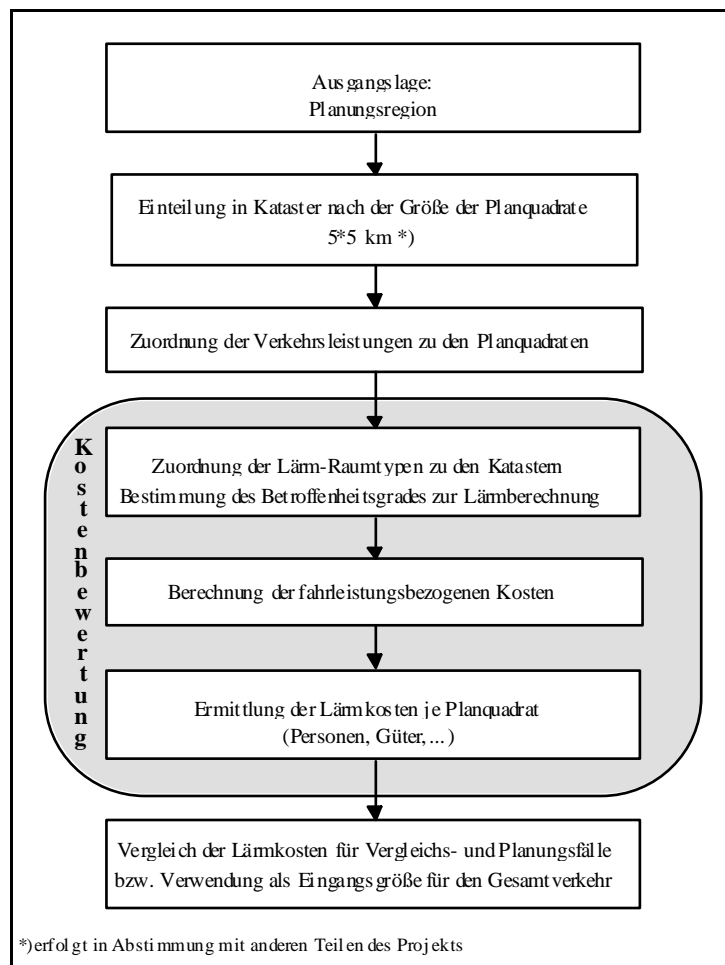 Ausgangslage:
Planungsregion
Einteilung in Kataster nach der Größe der Planquadrate
5*5 km *)
Zuordnung der Verkehrsleistungen zu den Planquadraten
Kostenbewertung
Zuordnung der Lärm-Raumtypen zu den Katastern
Bestimmung des Betroffenheitsgrades zur Lärmberechnung
Berechnung der fahrleistungsbezogenen Kosten
Ermittlung der Lärmkosten je Planquadrat
(Personen, Güter,...)
Vergleich der Lärmkosten für Vergleichs- und Planungsfälle
bzw. Verwendung als Eingangsgröße für den Gesamtverkehr
*)erfolgt in Abstimmung mit anderen Teilen des Projekts